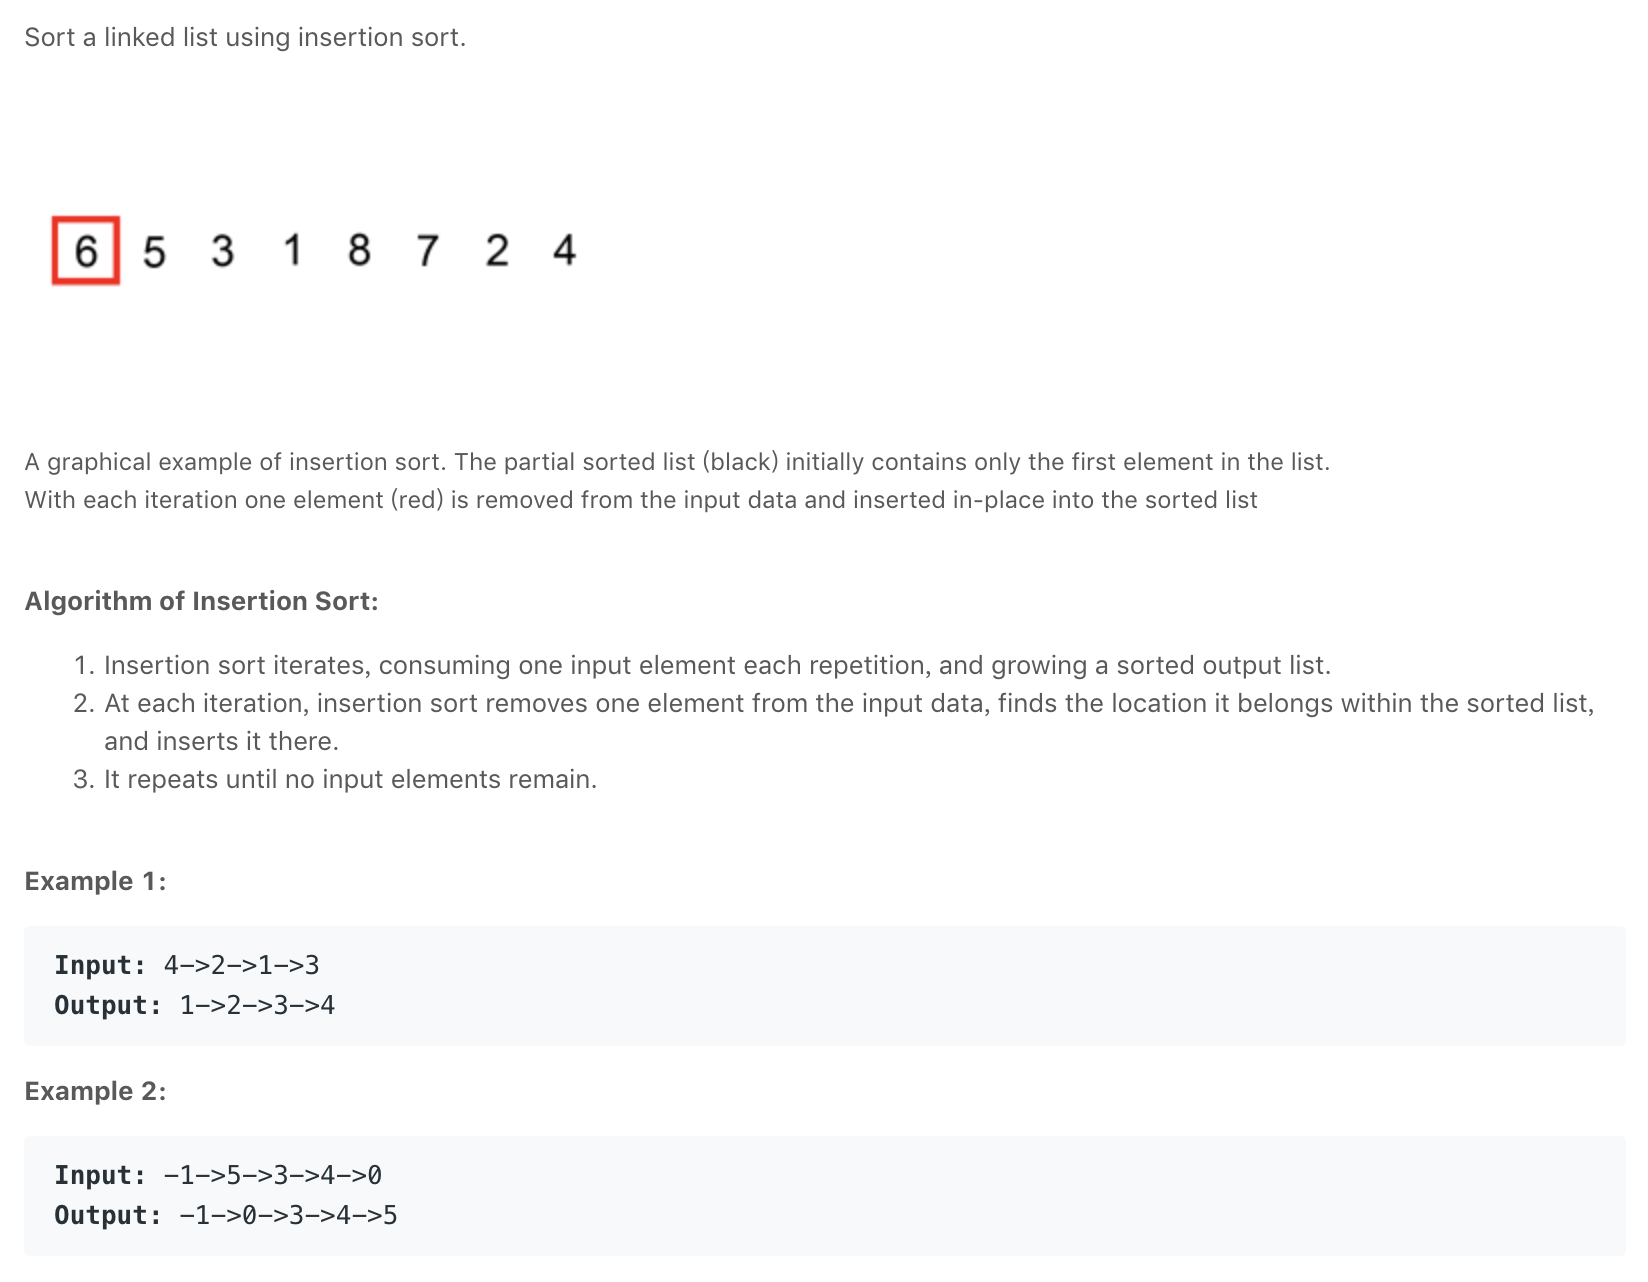 Sort a linked list using insertion sort.
6 5 3 1 8 7 2 4
A graphical example of insertion sort. The partial sorted list (black) initially contains only the first element in the list.
With each iteration one element (red) is removed from the input data and inserted in-place into the sorted list
Algorithm of Insertion Sort:
1. Insertion sort iterates, consuming one input element each repetition, and growing a sorted output list.
2. At each iteration, insertion sort removes one element from the input data, finds the location it belongs within the sorted list,
and inserts it there.
3. It repeats until no input elements remain.
Example 1:
Input: 4->2->1->3
Output: 1->2->3->4
Example 2:
Input: -1->5->3->4->0
Output: -1->0->3->4->5